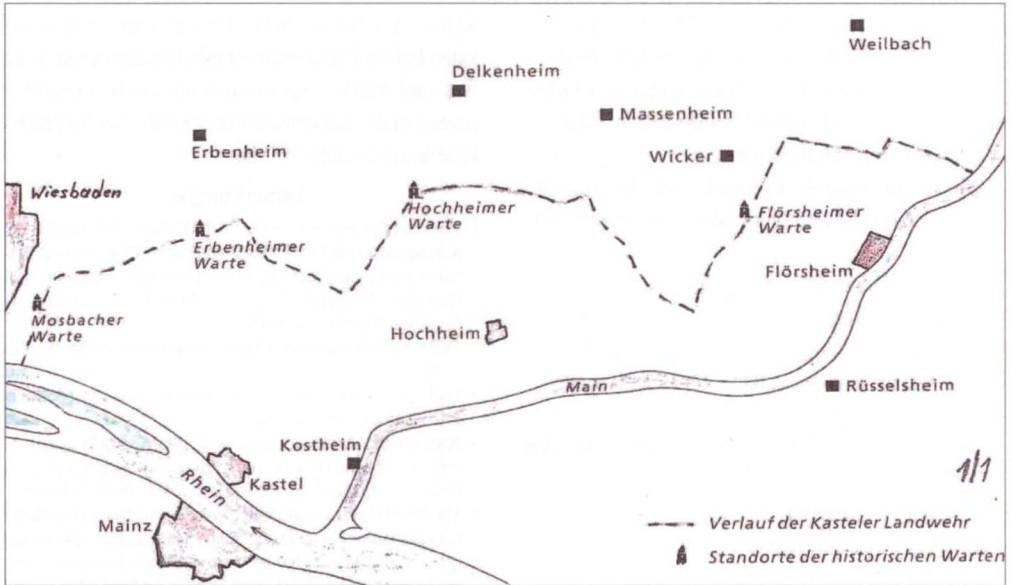 Weilbach
Delkenheim
Massenheim
Erbenheim
Wicker
Wiesbaden
Hochheimer
Warte
Flörsheimer
Warte
Erbenheimer
Warte
Flörsheim
Mosbacher
Warte
Hochheim
Main
Rüsselsheim
Kostheim
1/1
Rhein
Kastel
Mainz
Verlauf der Kasteler Landwehr
Standorte der historischen Warten